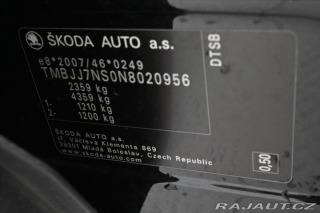 ŠKODA AUTO a.s.
e8*2007/46*0249
TMBJJ7NS0N8020956
2359 kg
4359 kg
1- 1210 kg
2- 1200 kg
ŠKODA AUTO a.s.
tř. Václava Klementa 869
29301 Mladá Boleslav, Czech Republic
www.skoda-auto.com
DTSB
0,50
RAJAUT.CZ